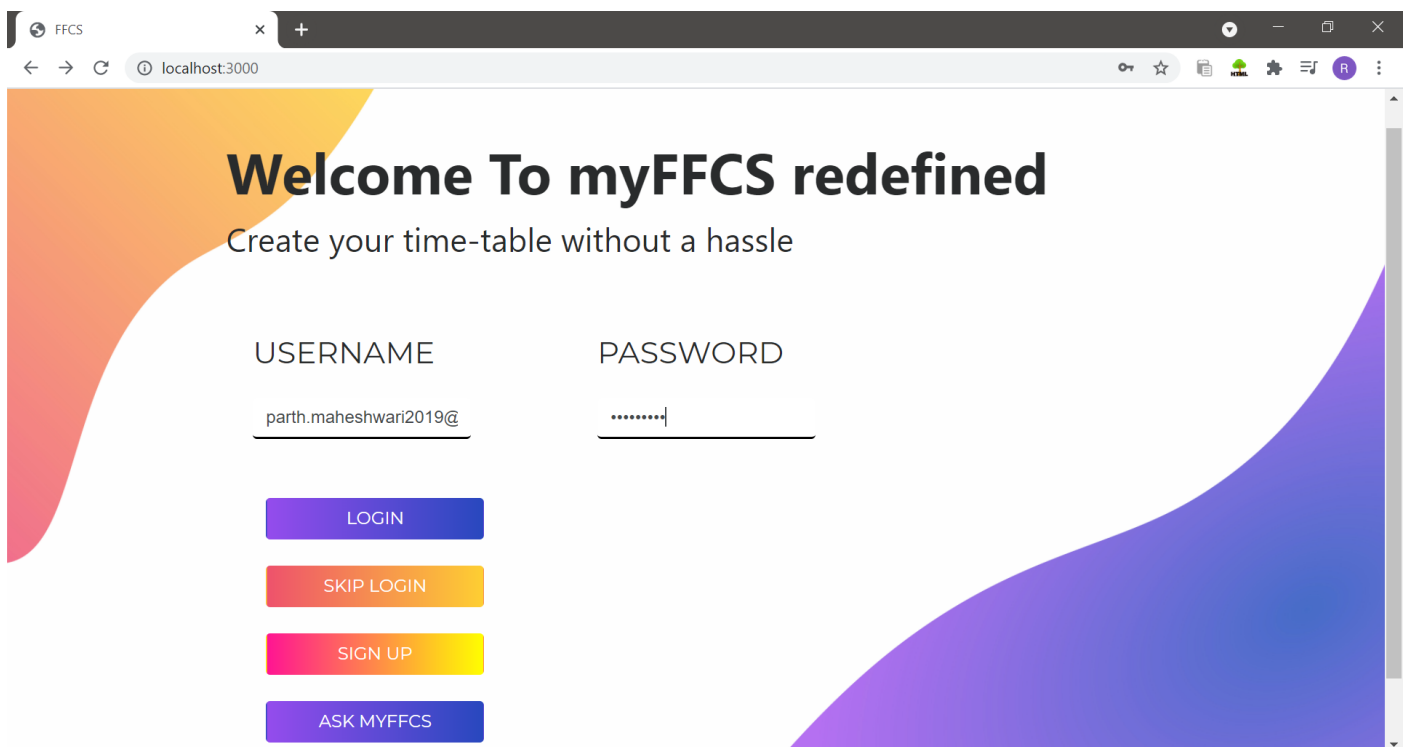 FFCS
localhost:3000
R
HTML
Welcome To myFFCS redefined
Create your time-table without a hassle
USERNAME PASSWORD
parth.maheshwari2019@ •••••••••
LOGIN
SKIP LOGIN
SIGN UP
ASK MYFFCS